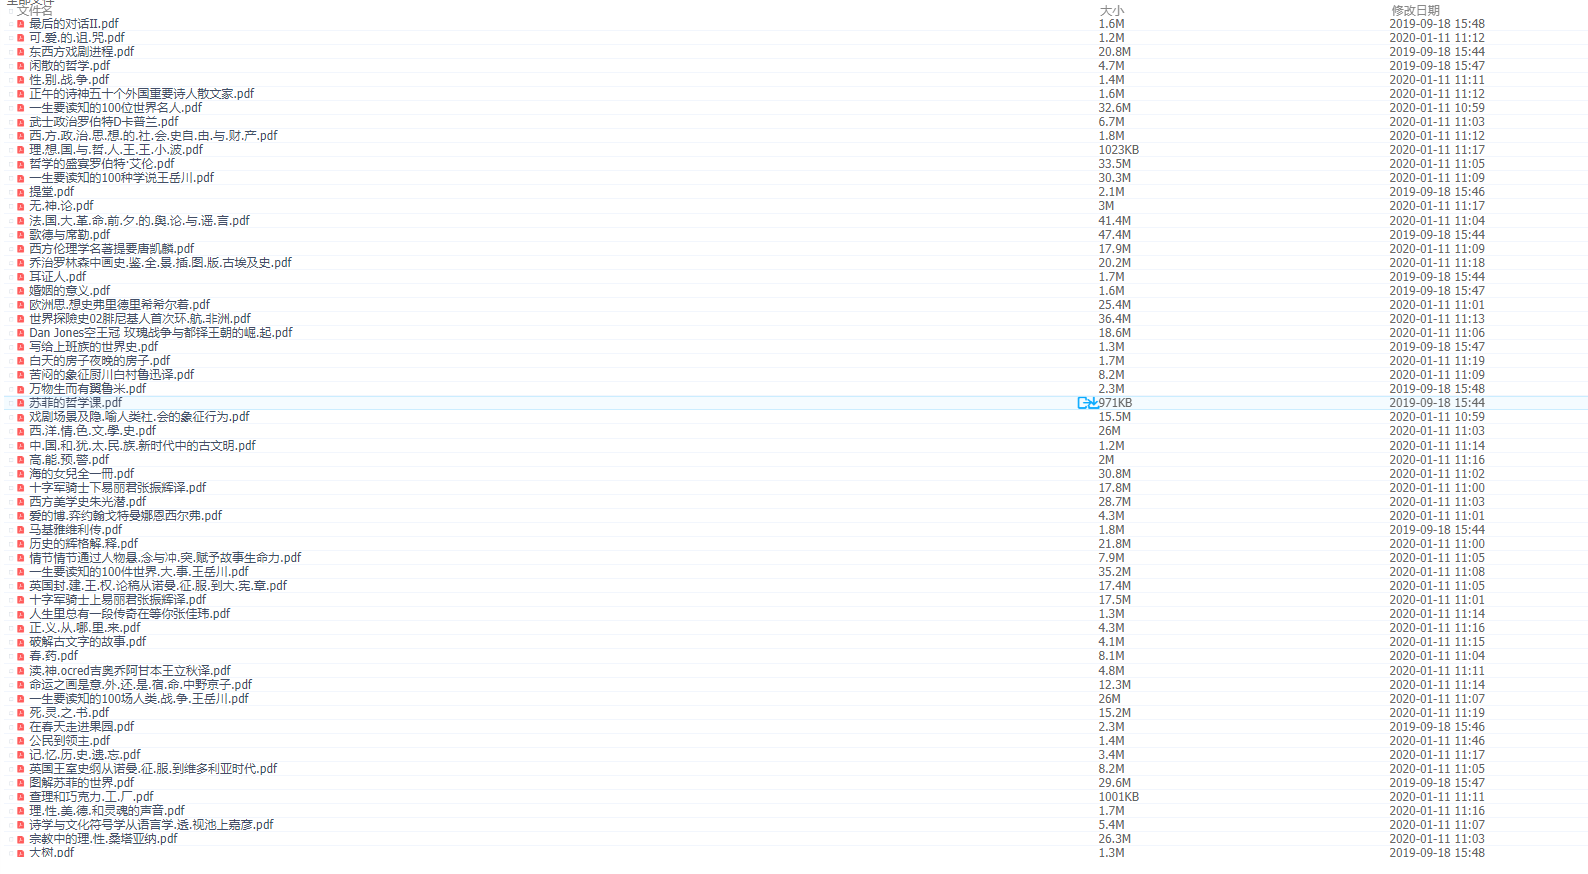 全部文件
文件名 大小 修改日期
最后的对话II.pdf 1.6M 2019-09-18 15:48
可.爱.的.诅.咒.pdf 1.2M 2020-01-11 11:12
东西方戏剧进程.pdf 20.8M 2019-09-18 15:44
闲散的哲学.pdf 4.7M 2019-09-18 15:47
性.别.战.争.pdf 1.4M 2020-01-11 11:11
正午的诗神五十个外国重要诗人散文家.pdf 1.6M 2020-01-11 11:12
一生要读知的100位世界名人.pdf 32.6M 2020-01-11 10:59
武士政治罗伯特D卡普兰.pdf 6.7M 2020-01-11 11:03
西.方.政.治.思.想.的.社.会.史自.由.与.财.产.pdf 1.8M 2020-01-11 11:12
理.想.国.与.哲.人.王.王.小.波.pdf 1023KB 2020-01-11 11:17
哲学的盛宴罗伯特·艾伦.pdf 33.5M 2020-01-11 11:05
一生要读知的100种学说王岳川.pdf 30.3M 2020-01-11 11:09
提堂.pdf 2.1M 2019-09-18 15:46
无.神.论.pdf 3M 2020-01-11 11:17
法.国.大.革.命.前.夕.的.舆.论.与.谣.言.pdf 41.4M 2020-01-11 11:04
歌德与席勒.pdf 47.4M 2019-09-18 15:44
西方伦理学名著提要唐凯麟.pdf 17.9M 2020-01-11 11:09
乔治罗林森中画史.鉴.全.景.插.图.版.古埃及史.pdf 20.2M 2020-01-11 11:18
耳证人.pdf 1.7M 2019-09-18 15:44
婚姻的意义.pdf 1.6M 2019-09-18 15:47
欧洲思.想史弗里德里希希尔着.pdf 25.4M 2020-01-11 11:01
世界探險史02腓尼基人首次环.航.非洲.pdf 36.4M 2020-01-11 11:13
Dan Jones空王冠 玫瑰战争与都铎王朝的崛.起.pdf 18.6M 2020-01-11 11:06
写给上班族的世界史.pdf 1.3M 2019-09-18 15:47
白天的房子夜晚的房子.pdf 1.7M 2020-01-11 11:19
苦闷的象征厨川白村鲁迅译.pdf 8.2M 2020-01-11 11:09
万物生而有翼鲁米.pdf 2.3M 2019-09-18 15:48
苏菲的哲学课.pdf 971KB 2019-09-18 15:44
戏剧场景及隐.喻人类社.会的象征行为.pdf 15.5M 2020-01-11 10:59
西.洋.情.色.文.學.史.pdf 26M 2020-01-11 11:03
中.国.和.犹.太.民.族.新时代中的古文明.pdf 1.2M 2020-01-11 11:14
高.能.预.警.pdf 2M 2020-01-11 11:16
海的女兒全一冊.pdf 30.8M 2020-01-11 11:02
十字军骑士下易丽君张振辉译.pdf 17.8M 2020-01-11 11:00
西方美学史朱光潜.pdf 28.7M 2020-01-11 11:03
爱的博.弈约翰戈特曼娜恩西尔弗.pdf 4.3M 2020-01-11 11:01
马基雅维利传.pdf 1.8M 2019-09-18 15:44
历史的辉格解.释.pdf 21.8M 2020-01-11 11:00
情节情节通过人物悬.念与冲.突.赋予故事生命力.pdf 7.9M 2020-01-11 11:05
一生要读知的100件世界.大.事.王岳川.pdf 35.2M 2020-01-11 11:08
英国封.建.王.权.论稿从诺曼.征.服.到大.宪.章.pdf 17.4M 2020-01-11 11:05
十字军骑士上易丽君张振辉译.pdf 17.5M 2020-01-11 11:01
人生里总有一段传奇在等你张佳玮.pdf 1.3M 2020-01-11 11:14
正.义.从.哪.里.来.pdf 4.3M 2020-01-11 11:16
破解古文字的故事.pdf 4.1M 2020-01-11 11:15
春.药.pdf 8.1M 2020-01-11 11:04
渎.神.ocred吉奥乔阿甘本王立秋译.pdf 4.8M 2020-01-11 11:11
命运之画是意.外.还.是.宿.命.中野京子.pdf 12.3M 2020-01-11 11:14
一生要读知的100场人类.战.争.王岳川.pdf 26M 2020-01-11 11:07
死.灵.之.书.pdf 15.2M 2020-01-11 11:19
在春天走进果园.pdf 2.3M 2019-09-18 15:46
公民到领主.pdf 1.4M 2020-01-11 11:46
记.忆.历.史.遗.忘.pdf 3.4M 2020-01-11 11:17
英国王室史纲从诺曼.征.服.到维多利亚时代.pdf 8.2M 2020-01-11 11:05
图解苏菲的世界.pdf 29.6M 2019-09-18 15:47
查理和巧克力.工.厂.pdf 1001KB 2020-01-11 11:11
理.性.美.德.和灵魂的声音.pdf 1.7M 2020-01-11 11:16
诗学与文化符号学从语言学.透.视池上嘉彦.pdf 5.4M 2020-01-11 11:07
宗教中的理.性.桑塔亚纳.pdf 26.3M 2020-01-11 11:03
大树.pdf 1.3M 2019-09-18 15:48